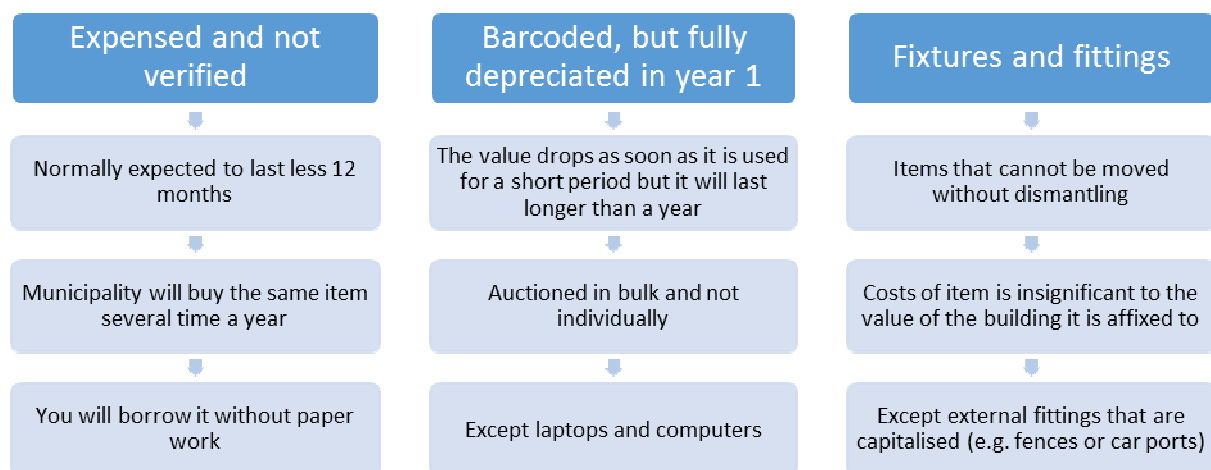 Expensed and not
verified
Normally expected to last less 12
months
Municipality will buy the same item
several time a year
You will borrow it without paper
work
Barcoded, but fully
depreciated in year 1
The value drops as soon as it is used
for a short period but it will last
longer than a year
Auctioned in bulk and not
individually
Except laptops and computers
Fixtures and fittings
Items that cannot be moved
without dismantling
Costs of item is insignificant to the
value of the building it is affixed to
Except external fittings that are
capitalised (e.g. fences or car ports)